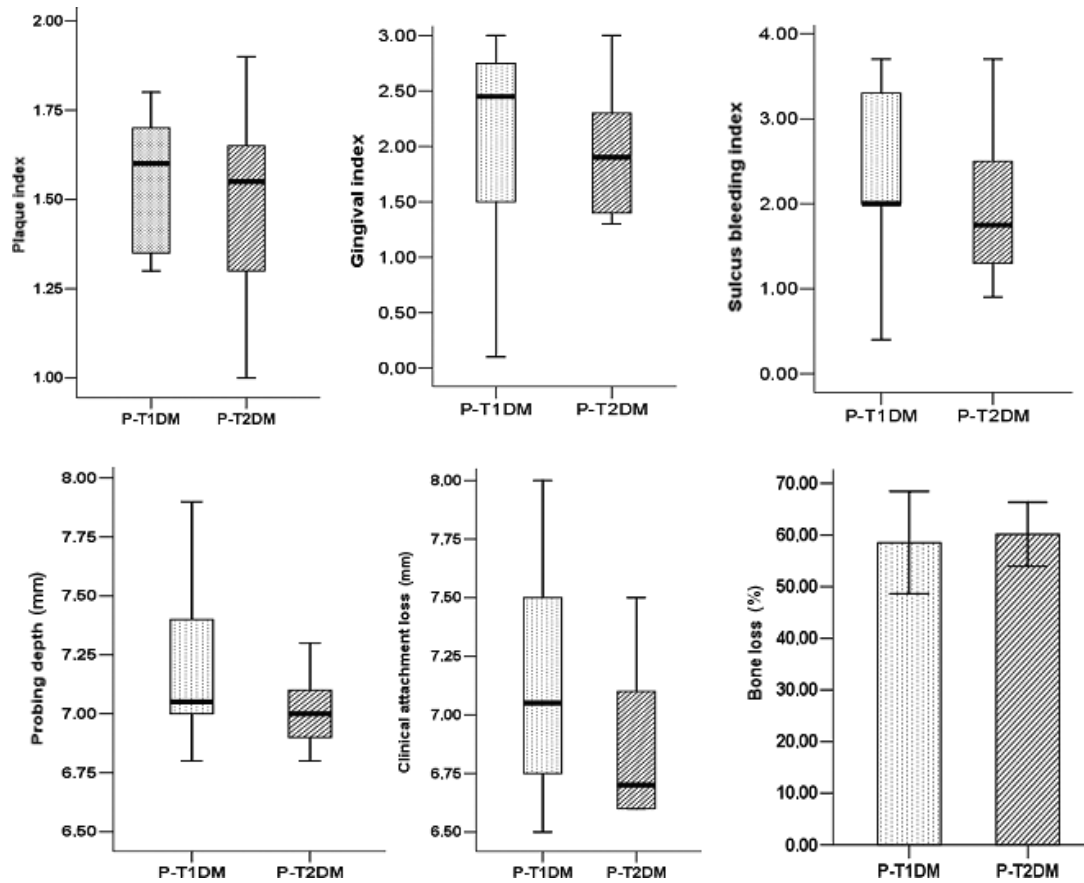 Plaque index
2.00
1.75
1.50
1.25
1.00
P-T1DM
P-T2DM
Gingival index
3.00
2.50
2.00
1.50
1.00
0.50
0.00
P-T1DM
P-T2DM
Sulcus bleeding index
4.00
3.00
2.00
1.00
0.00
P-T1DM
P-T2DM
Probing depth (mm)
8.00
7.75
7.50
7.25
7.00
6.75
6.50
P-T1DM
P-T2DM
Clinical attachment loss (mm)
8.00
7.75
7.50
7.25
7.00
6.75
6.50
P-T1DM
P-T2DM
Bone loss (%)
70.00
60.00
50.00
40.00
30.00
20.00
10.00
0.00
P-T1DM
P-T2DM